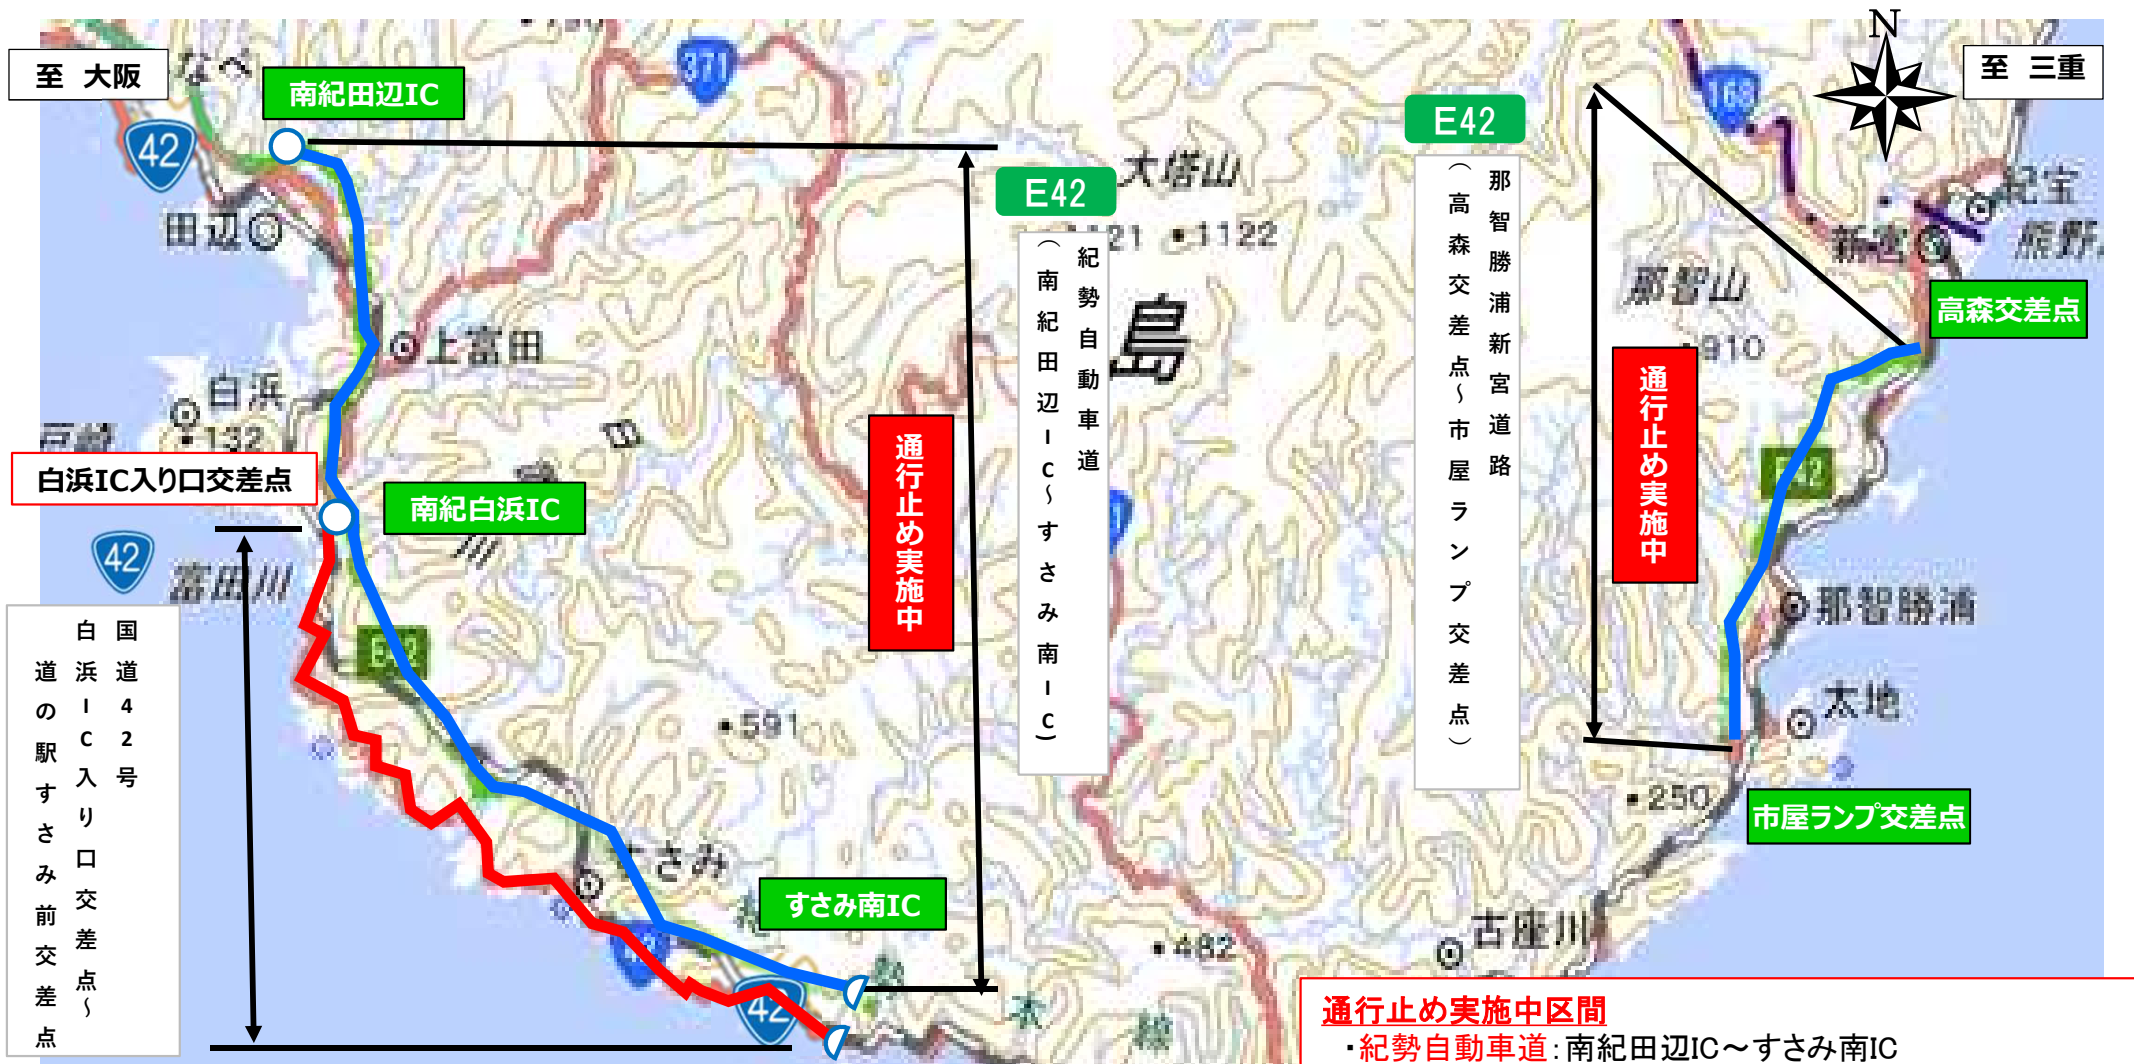 至 大阪
なべ
南紀田辺IC
371
42
田辺
上富田
白浜
132
白浜IC入り口交差点
南紀白浜IC
42
富田川
国道42号
白浜IC入り口交差点~
道の駅すさみ前交差点
591
すさみ
すさみ南IC
42
通行止め実施中
E42
紀勢自動車道
(南紀田辺IC~すさみ南IC)
大塔山
1122
島
482
古座川
E42
那智勝浦新宮道路
(高森交差点~市屋ランプ交差点)
通行止め実施中
168
N
至 三重
紀宝
新宮
熊野
那智山
910
高森交差点
那智勝浦
太地
250
市屋ランプ交差点
通行止め実施中区間
・紀勢自動車道:南紀田辺IC~すさみ南IC